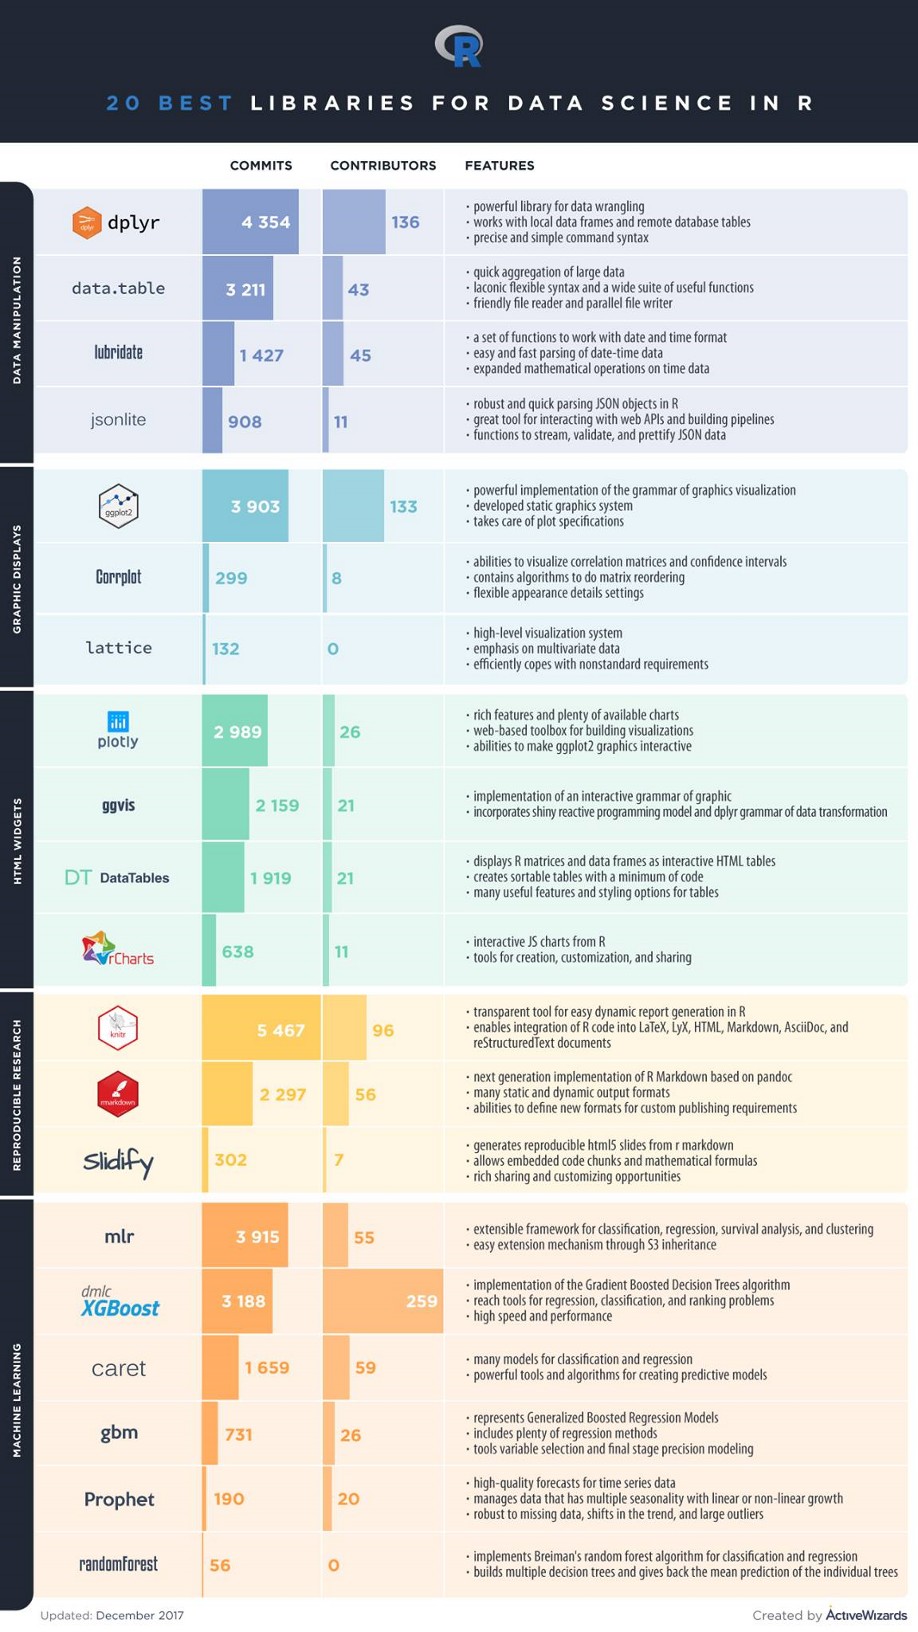 R
20 BEST LIBRARIES FOR DATA SCIENCE IN R
COMMITS CONTRIBUTORS FEATURES
DATA MANIPULATION
dplyr dplyr 4 354 136
· powerful library for data wrangling
· works with local data frames and remote database tables
· precise and simple command syntax
data.table 3 211 43
· quick aggregation of large data
· laconic flexible syntax and a wide suite of useful functions
· friendly file reader and parallel file writer
lubridate 1 427 45
· a set of functions to work with date and time format
· easy and fast parsing of date-time data
· expanded mathematical operations on time data
jsonlite 908 11
· robust and quick parsing JSON objects in R
· great tool for interacting with web APIs and building pipelines
· functions to stream, validate, and prettify JSON data
GRAPHIC DISPLAYS
ggplot2 3 903 133
· powerful implementation of the grammar of graphics visualization
· developed static graphics system
· takes care of plot specifications
Corrplot 299 8
· abilities to visualize correlation matrices and confidence intervals
· contains algorithms to do matrix reordering
· flexible appearance details settings
lattice 132 0
· high-level visualization system
· emphasis on multivariate data
· efficiently copes with nonstandard requirements
HTML WIDGETS
plotly 2 989 26
· rich features and plenty of available charts
· web-based toolbox for building visualizations
· abilities to make ggplot2 graphics interactive
ggvis 2 159 21
· implementation of an interactive grammar of graphic
· incorporates shiny reactive programming model and dplyr grammar of data transformation
DT DataTables 1 919 21
· displays R matrices and data frames as interactive HTML tables
· creates sortable tables with a minimum of code
· many useful features and styling options for tables
rCharts 638 11
· interactive JS charts from R
· tools for creation, customization, and sharing
REPRODUCIBLE RESEARCH
knitr 5 467 96
· transparent tool for easy dynamic report generation in R
· enables integration of R code into LaTeX, LyX, HTML, Markdown, AsciiDoc, and
reStructuredText documents
rmarkdown 2 297 56
· next generation implementation of R Markdown based on pandoc
· many static and dynamic output formats
· abilities to define new formats for custom publishing requirements
Slidify 302 7
· generates reproducible html5 slides from r markdown
· allows embedded code chunks and mathematical formulas
· rich sharing and customizing opportunities
MACHINE LEARNING
mlr 3 915 55
· extensible framework for classification, regression, survival analysis, and clustering
· easy extension mechanism through S3 inheritance
dmlc
XGBoost 3 188 259
· implementation of the Gradient Boosted Decision Trees algorithm
· reach tools for regression, classification, and ranking problems
· high speed and performance
caret 1 659 59
· many models for classification and regression
· powerful tools and algorithms for creating predictive models
gbm 731 26
· represents Generalized Boosted Regression Models
· includes plenty of regression methods
· tools variable selection and final stage precision modeling
Prophet 190 20
· high-quality forecasts for time series data
· manages data that has multiple seasonality with linear or non-linear growth
· robust to missing data, shifts in the trend, and large outliers
randomForest 56 0
· implements Breiman's random forest algorithm for classification and regression
· builds multiple decision trees and gives back the mean prediction of the individual trees
Updated: December 2017
Created by ActiveWizards